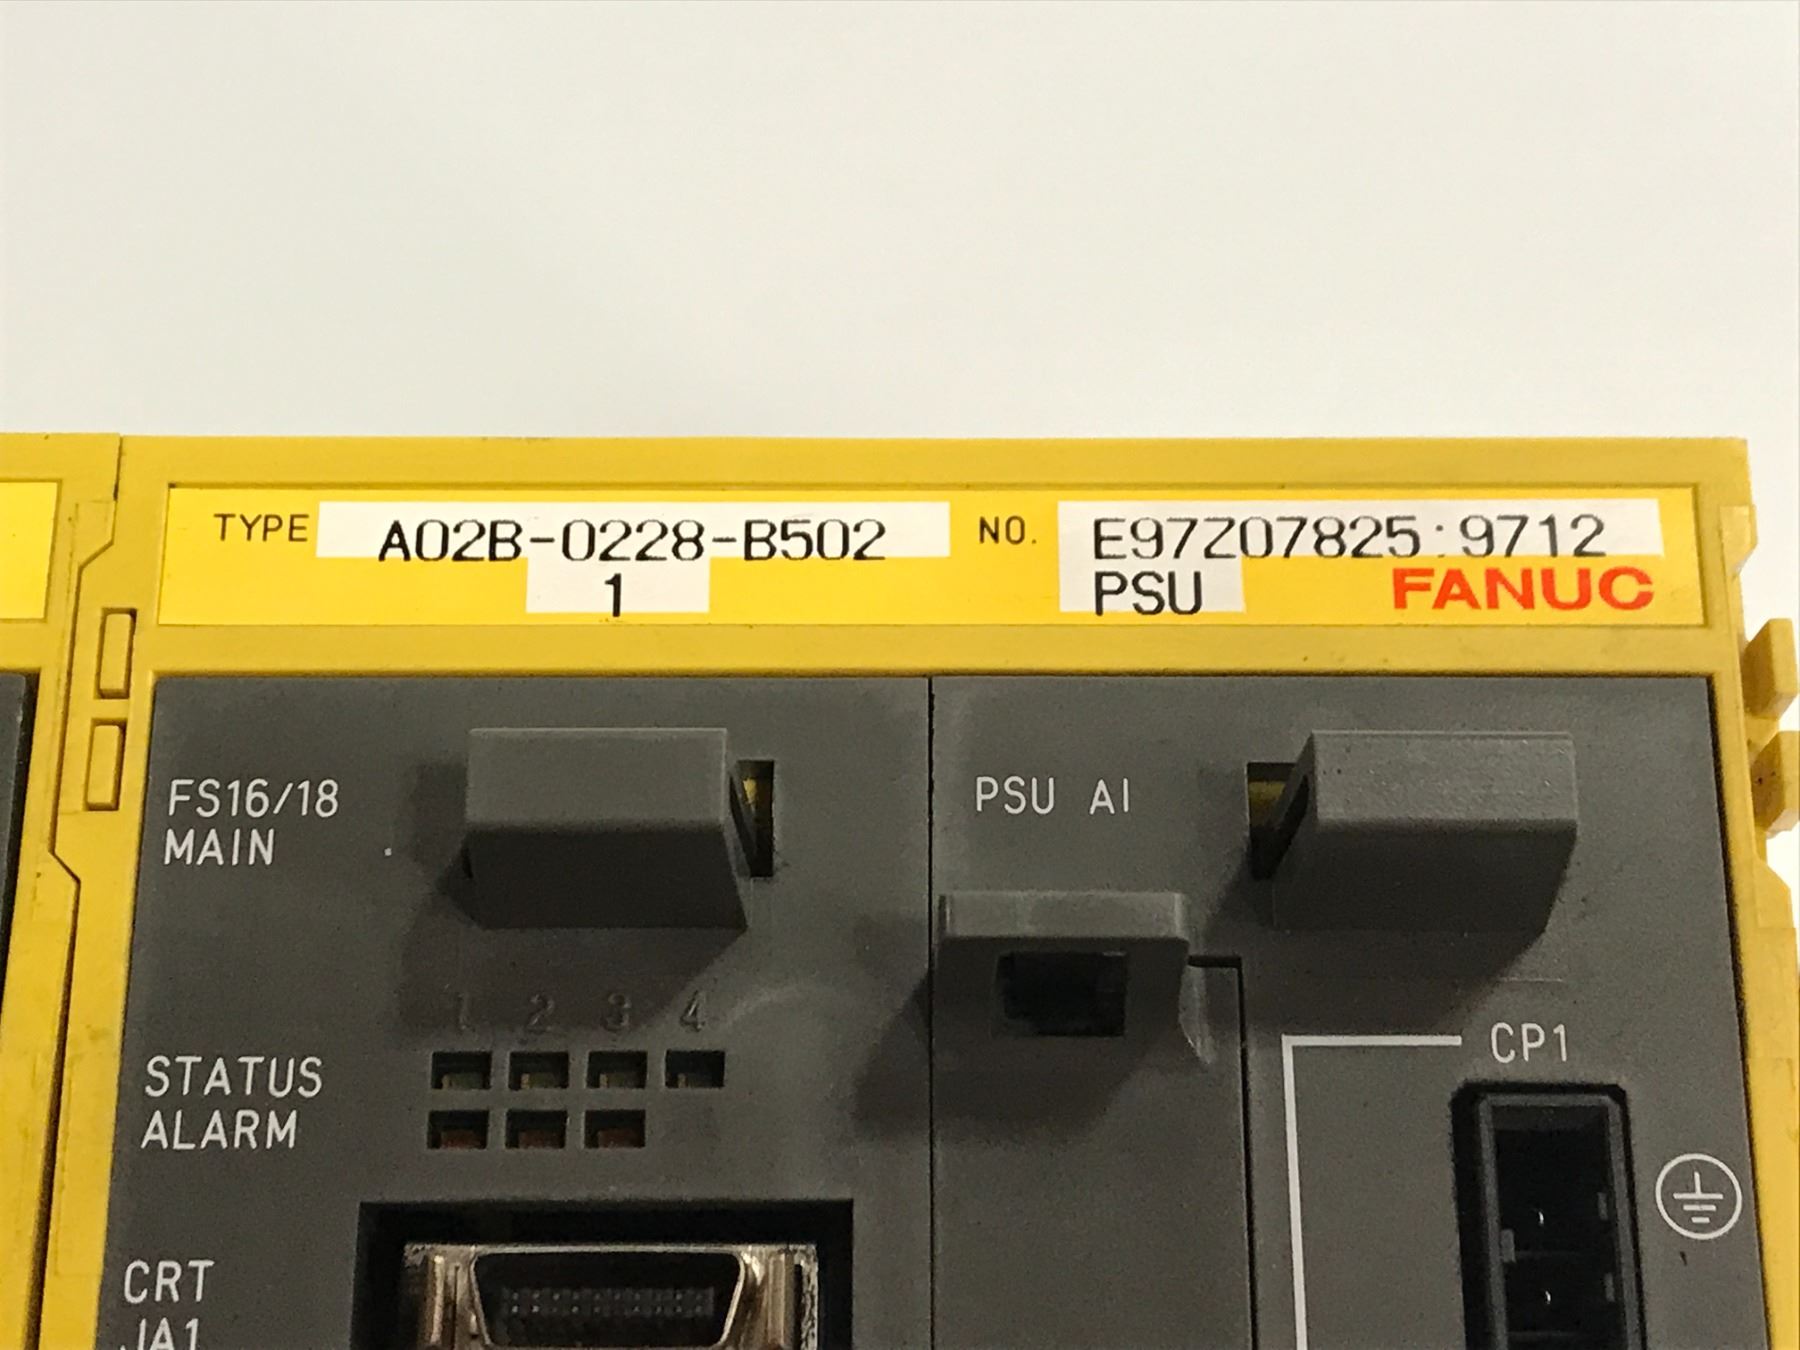 TYPE A02B-0228-B502 NO. E97Z07825:9712
1 PSU FANUC
FS16/18
MAIN
PSU AI
1 2 3 4
STATUS
ALARM
CP1
CRT
JA1